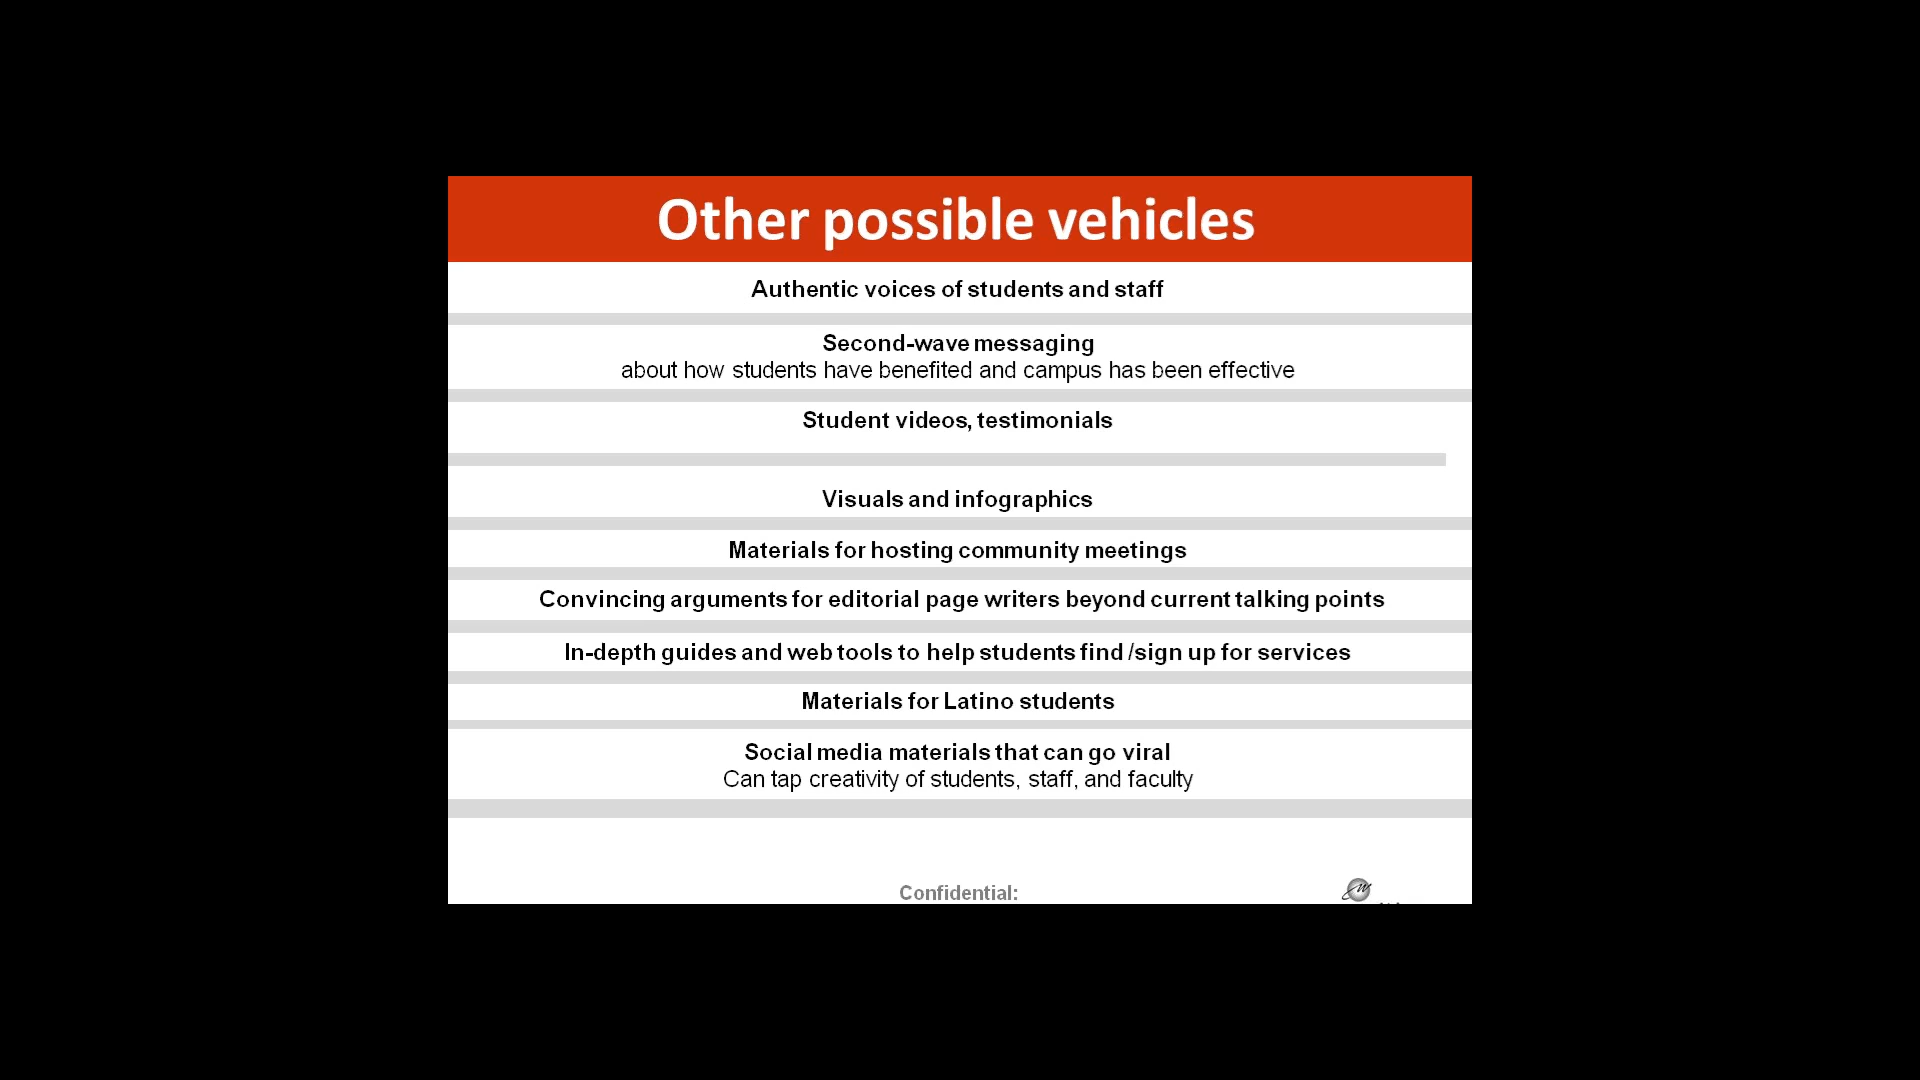 Other possible vehicles
Authentic voices of students and staff
Second-wave messaging
about how students have benefited and campus has been effective
Student videos, testimonials
Visuals and infographics
Materials for hosting community meetings
Convincing arguments for editorial page writers beyond current talking points
In-depth guides and web tools to help students find /sign up for services
Materials for Latino students
Social media materials that can go viral
Can tap creativity of students, staff, and faculty
Confidential: